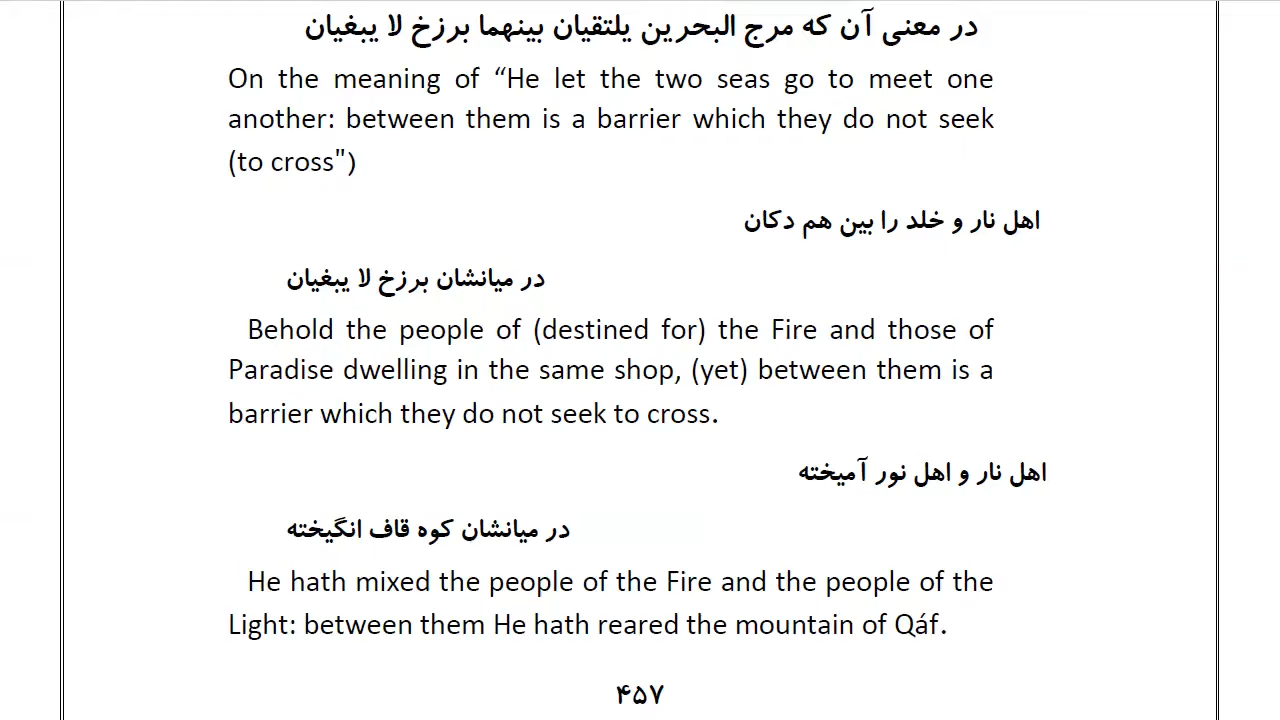 در معنی آن که مرج البحرین یلتقیان بینهما برزخ لا یبغیان
On the meaning of “He let the two seas go to meet one
another: between them is a barrier which they do not seek
(to cross")
اهل نار و خلد را بین هم دکان
در میانشان برزخ لا یبغیان
Behold the people of (destined for) the Fire and those of
Paradise dwelling in the same shop, (yet) between them is a
barrier which they do not seek to cross.
اهل نار و اهل نور آمیخته
در میانشان کوه قاف انگیخته
He hath mixed the people of the Fire and the people of the
Light: between them He hath reared the mountain of Qáf.
۴۵۷